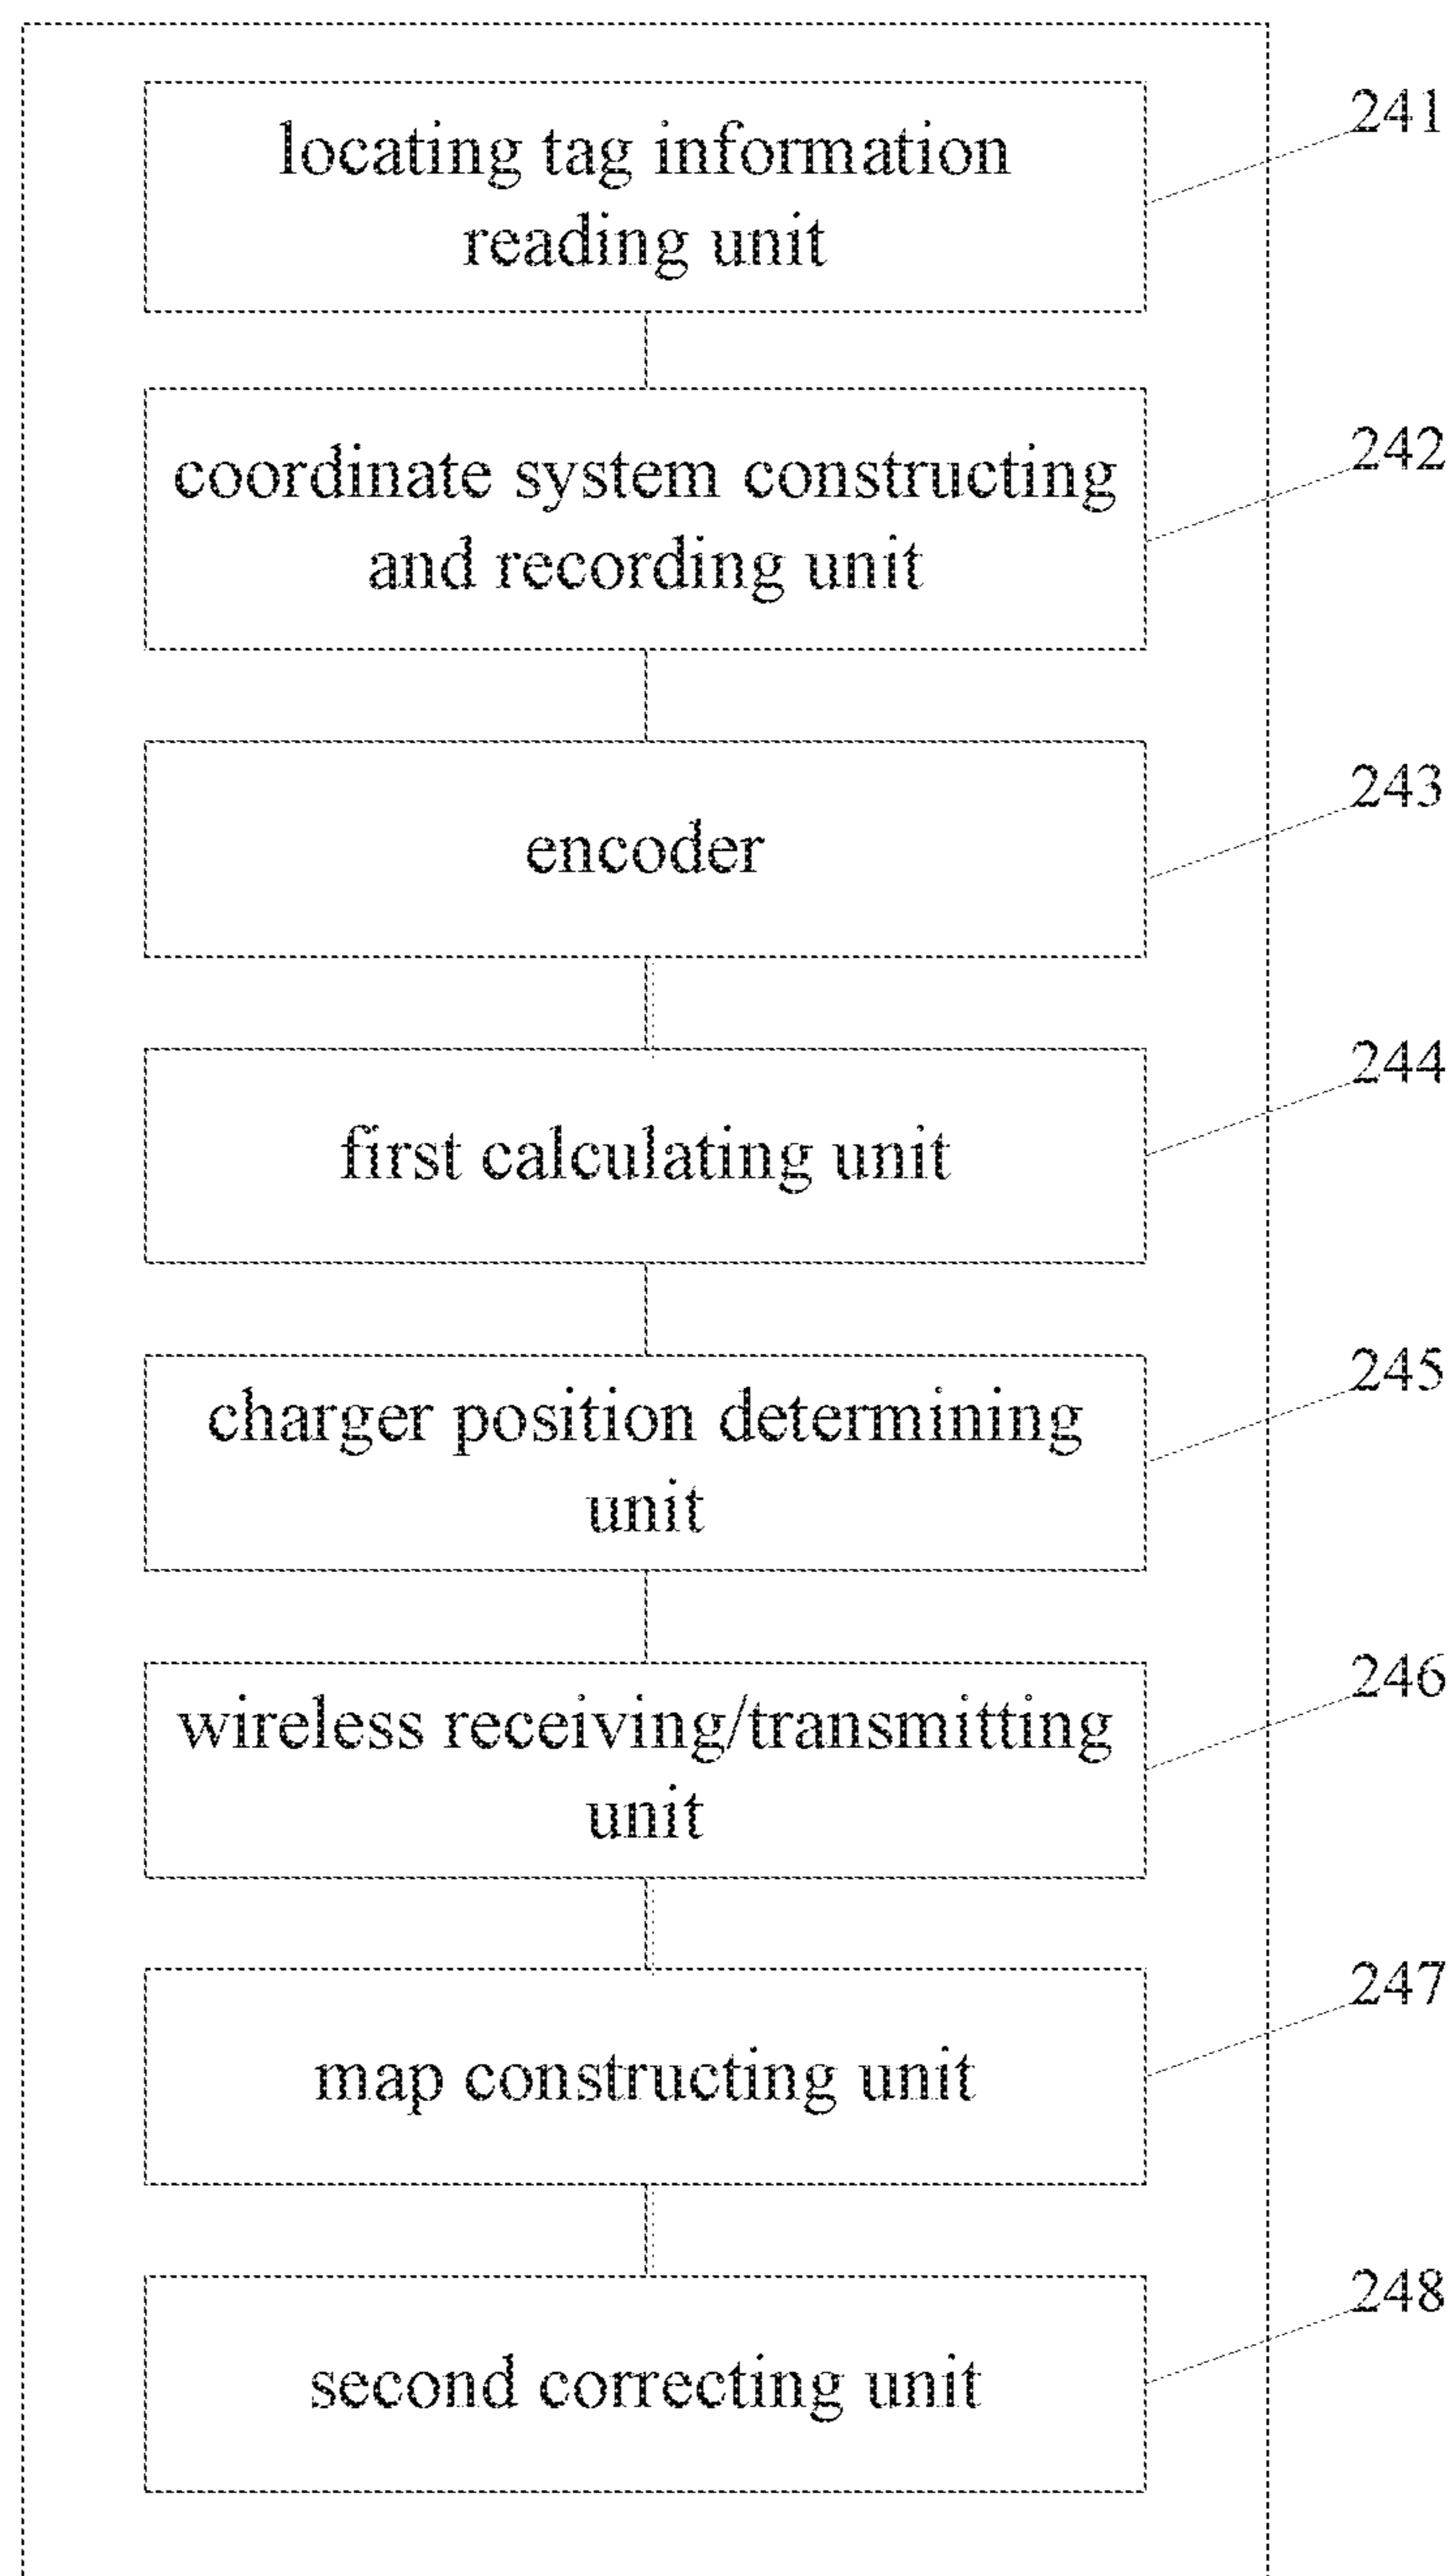 241
locating tag information
reading unit
242
coordinate system constructing
and recording unit
243
encoder
244
first calculating unit
245
charger position determining
unit
246
wireless receiving/transmitting
unit
247
map constructing unit
248
second correcting unit